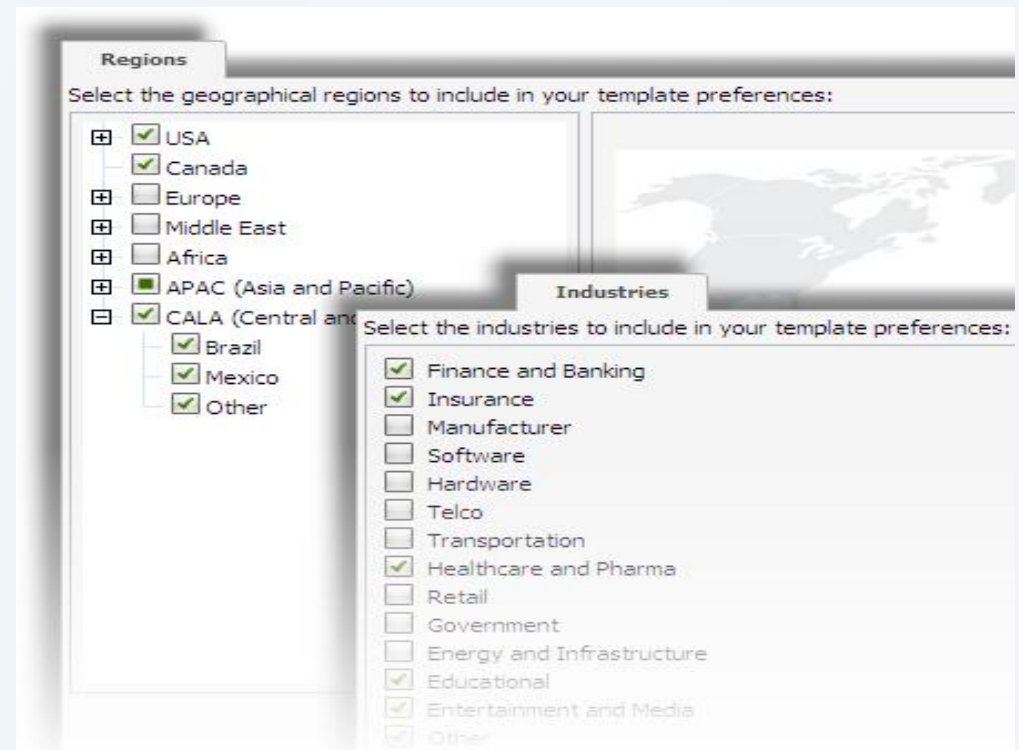 Regions
Select the geographical regions to include in your template preferences:
USA
Canada
Europe
Middle East
Africa
APAC (Asia and Pacific)
CALA (Central and
Brazil
Mexico
Other
Industries
Select the industries to include in your template preferences:
Finance and Banking
Insurance
Manufacturer
Software
Hardware
Telco
Transportation
Healthcare and Pharma
Retail
Government
Energy and Infrastructure
Educational
Entertainment and Media
Other